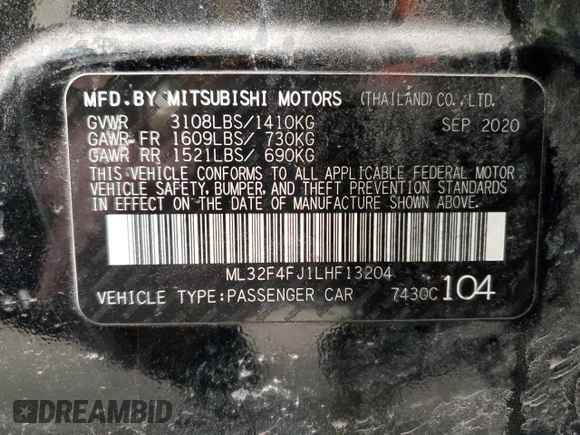 MFD.BY MITSUBISHI MOTORS (THAILAND) CO.,LTD.
GVWR 3108LBS/1410KG SEP 2020
GAWR FR 1609LBS/ 730KG
GAWR RR 1521LBS/ 690KG
THIS VEHICLE CONFORMS TO ALL APPLICABLE FEDERAL MOTOR
VEHICLE SAFETY, BUMPER, AND THEFT PREVENTION STANDARDS
IN EFFECT ON THE DATE OF MANUFACTURE SHOWN ABOVE.
ML32F4FJ1LHF13204
VEHICLE TYPE:PASSENGER CAR 7430C 104
DREAMBID